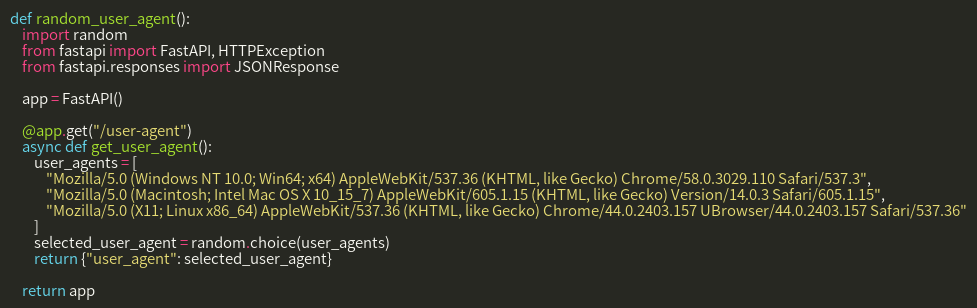 def random_user_agent():
    import random
    from fastapi import FastAPI, HTTPException
    from fastapi.responses import JSONResponse

    app = FastAPI()

    @app.get("/user-agent")
    async def get_user_agent():
        user_agents = [
            "Mozilla/5.0 (Windows NT 10.0; Win64; x64) AppleWebKit/537.36 (KHTML, like Gecko) Chrome/58.0.3029.110 Safari/537.3",
            "Mozilla/5.0 (Macintosh; Intel Mac OS X 10_15_7) AppleWebKit/605.1.15 (KHTML, like Gecko) Version/14.0.3 Safari/605.1.15",
            "Mozilla/5.0 (X11; Linux x86_64) AppleWebKit/537.36 (KHTML, like Gecko) Chrome/44.0.2403.157 UBrowser/44.0.2403.157 Safari/537.36"
        ]
        selected_user_agent = random.choice(user_agents)
        return {"user_agent": selected_user_agent}

    return app